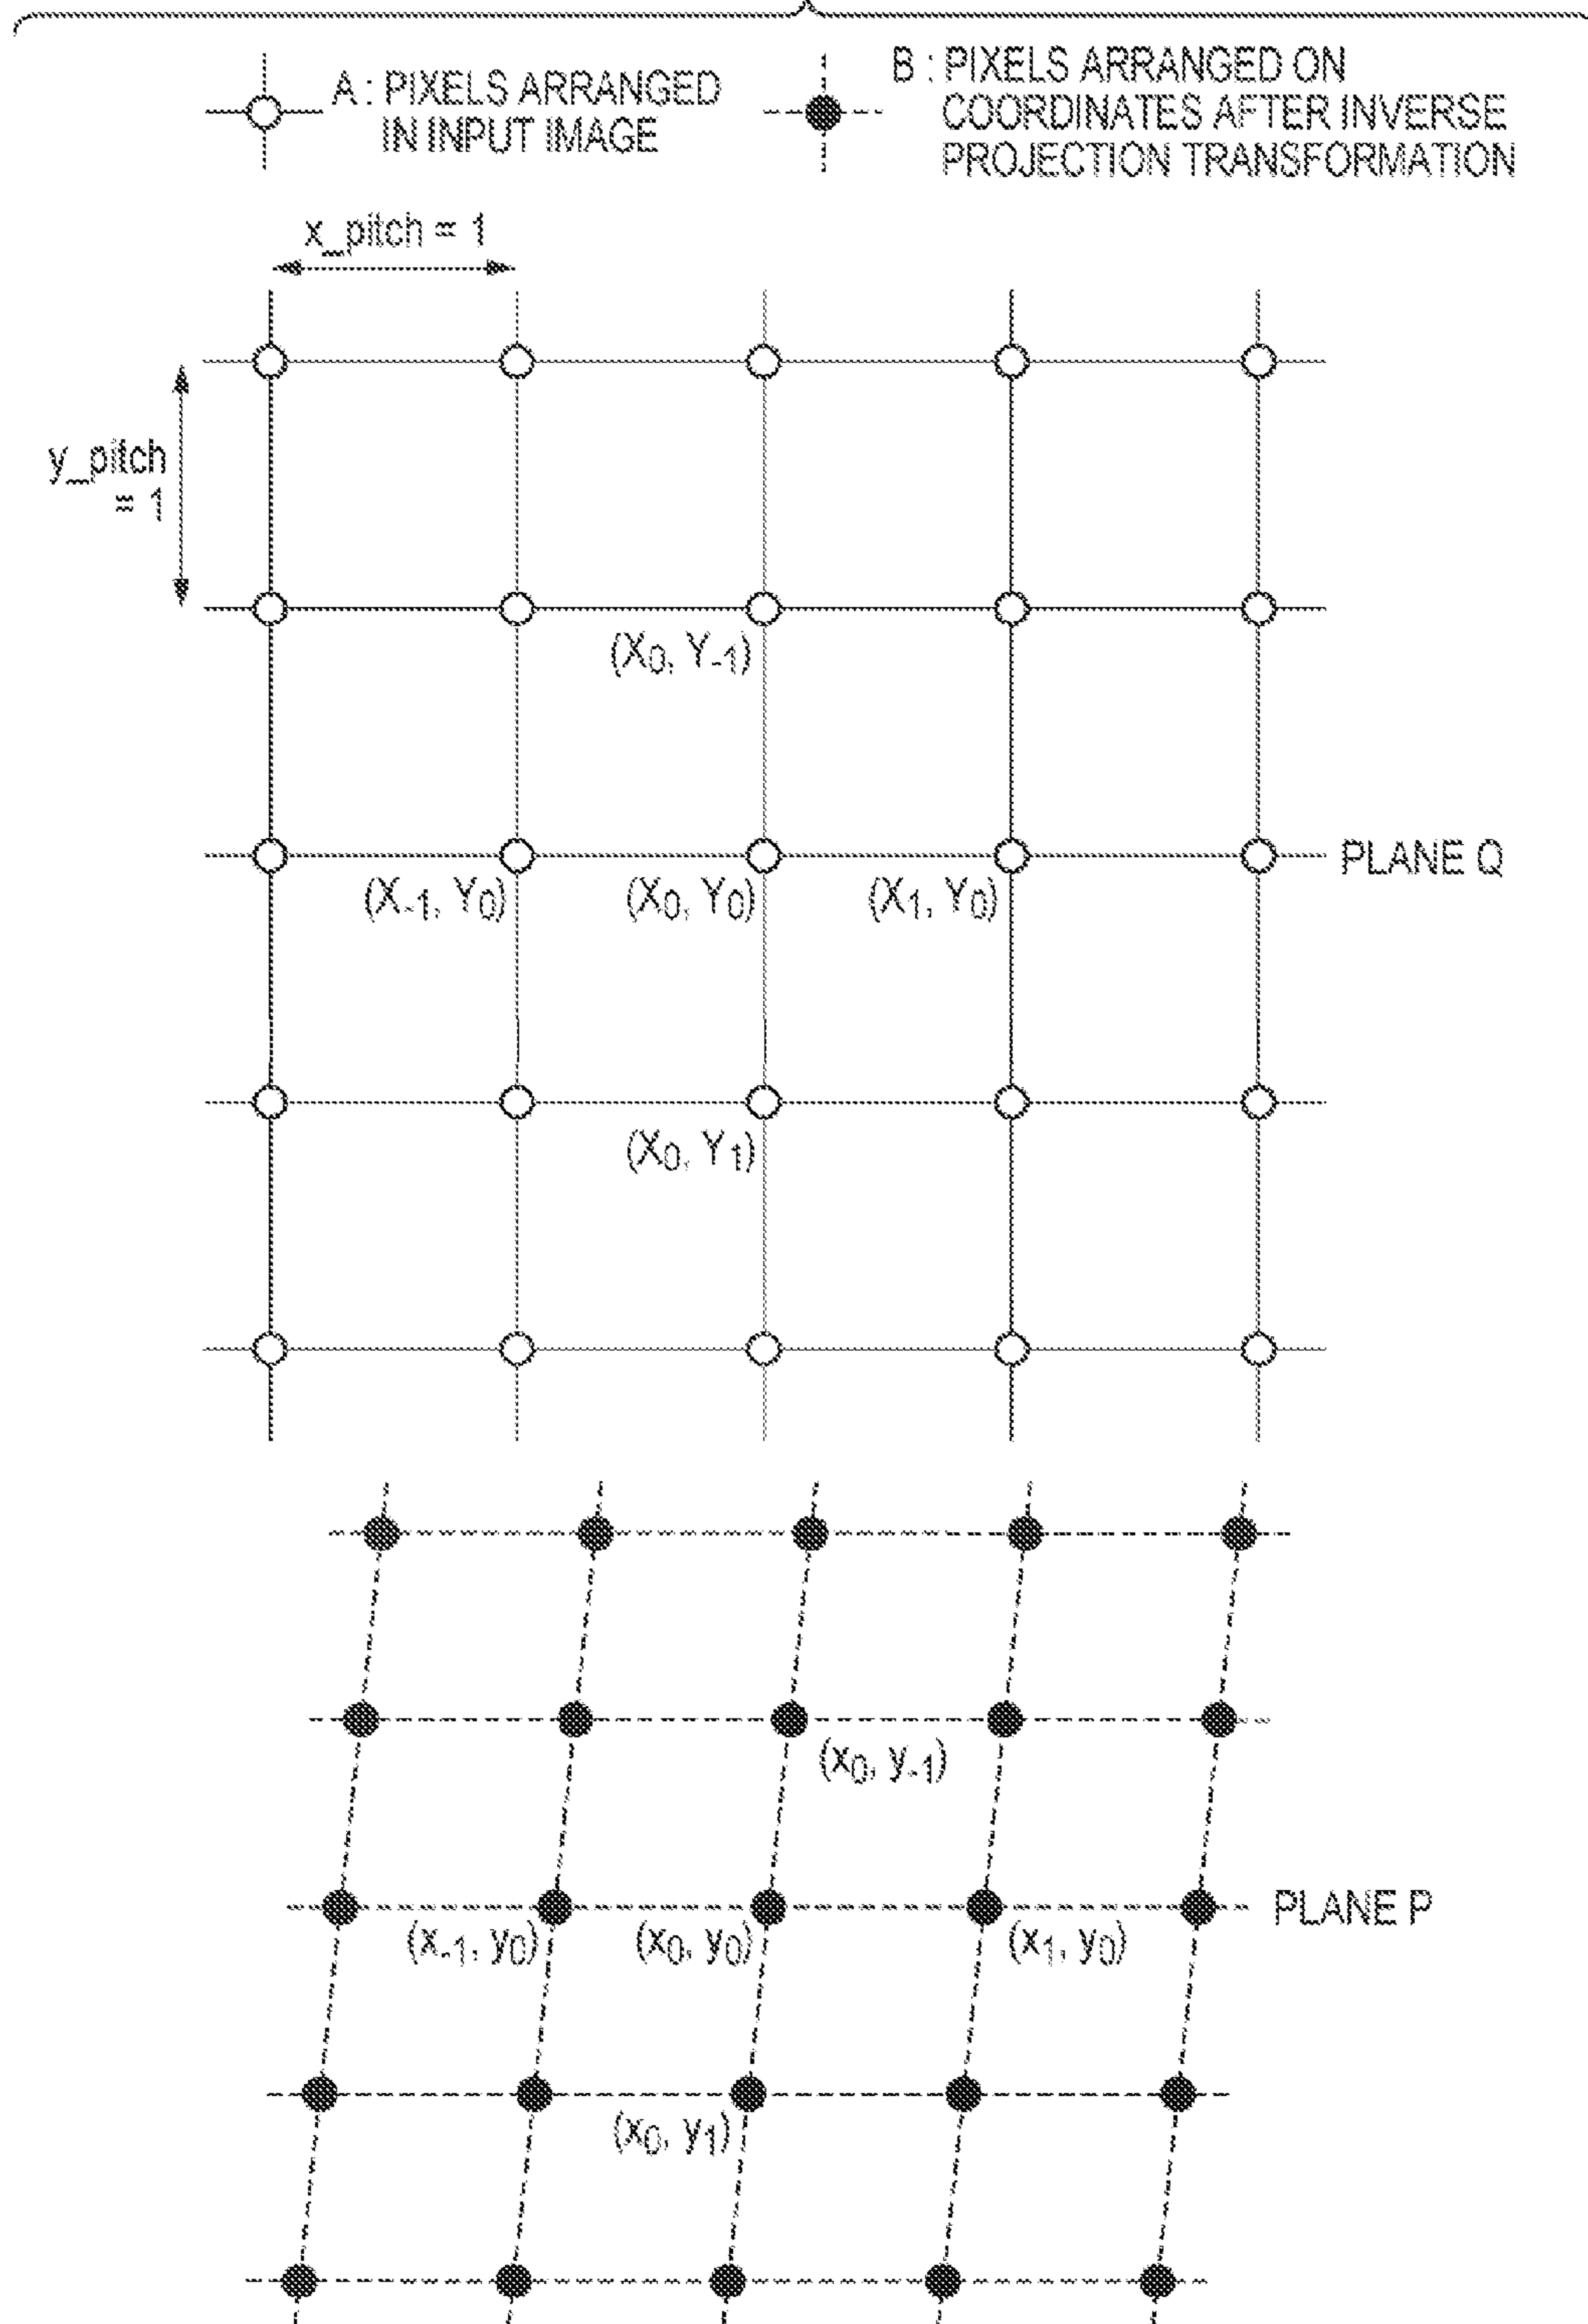 A : PIXELS ARRANGED
IN INPUT IMAGE
B : PIXELS ARRANGED ON
COORDINATES AFTER INVERSE
PROJECTION TRANSFORMATION
x_pitch = 1
y_pitch
= 1
(X₀, Y₋₁)
PLANE Q
(X₋₁, Y₀)
(X₀, Y₀)
(X₁, Y₀)
(X₀, Y₁)
(x₀, y₋₁)
PLANE P
(x₋₁, y₀)
(x₀, y₀)
(x₁, y₀)
(x₀, y₁)